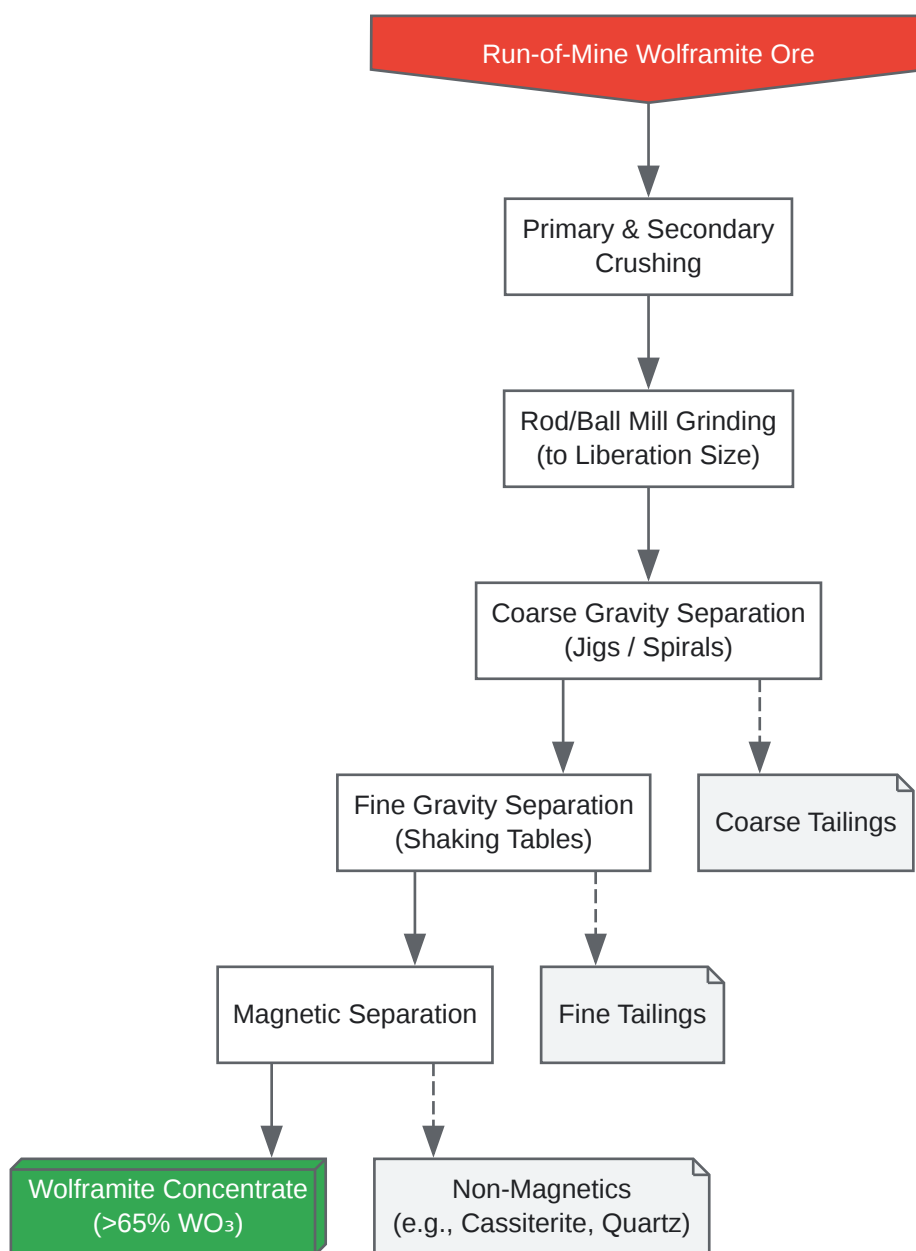 Run-of-Mine Wolframite Ore
Primary & Secondary
Crushing
Rod/Ball Mill Grinding
(to Liberation Size)
Coarse Gravity Separation
(Jigs / Spirals)
Fine Gravity Separation
(Shaking Tables)
Coarse Tailings
Magnetic Separation
Fine Tailings
Wolframite Concentrate
(>65% WO₃)
Non-Magnetics
(e.g., Cassiterite, Quartz)